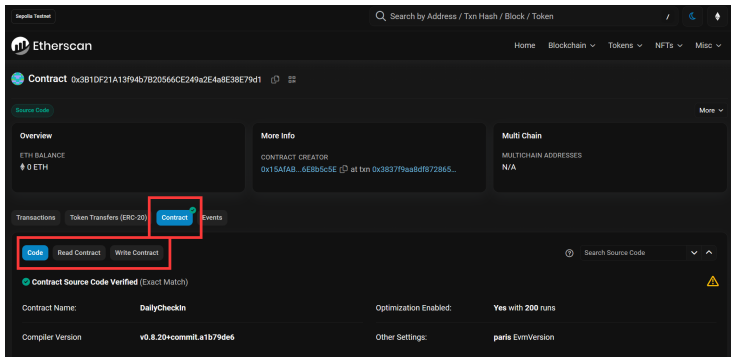 Sepolia Testnet
Search by Address / Txn Hash / Block / Token
/
Etherscan
Home Blockchain Tokens NFTs Misc
Contract 0x3B1DF21A13f94b7B20566CE249a2E4a8E38E79d1
Source Code
More
Overview
ETH BALANCE
0 ETH
More Info
CONTRACT CREATOR
0x15AfAB...6E8b5c5E at txn 0x3837f9aa8df872865...
Multi Chain
MULTICHAIN ADDRESSES
N/A
Transactions Token Transfers (ERC-20) Contract Events
Code Read Contract Write Contract
Search Source Code
Contract Source Code Verified (Exact Match)
Contract Name: DailyCheckIn
Optimization Enabled: Yes with 200 runs
Compiler Version v0.8.20+commit.a1b79de6
Other Settings: paris EvmVersion